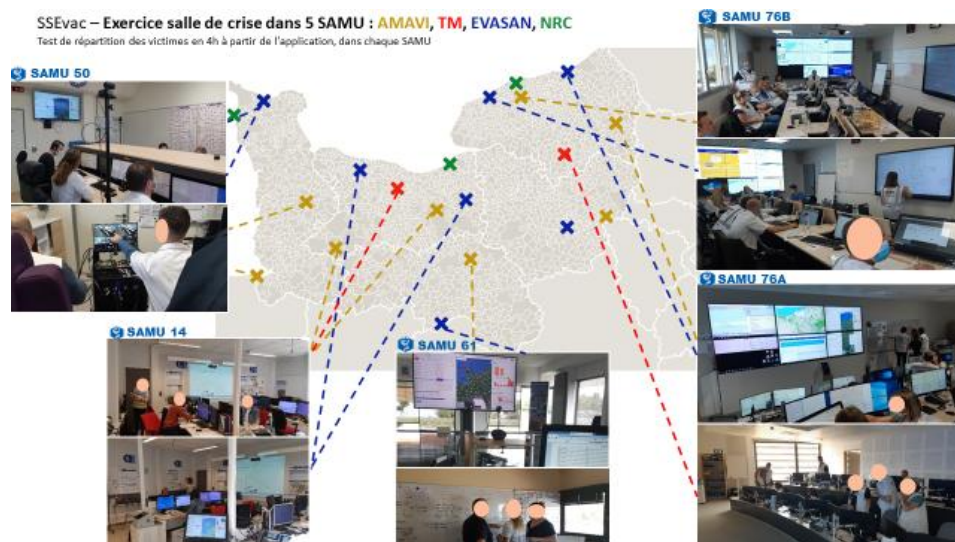 SSEvac – Exercice salle de crise dans 5 SAMU : AMAVI, TM, EVASAN, NRC
Test de répartition des victimes en 4h à partir de l'application, dans chaque SAMU
SAMU 76B
SAMU 50
SAMU 76A
SAMU 14
SAMU 61